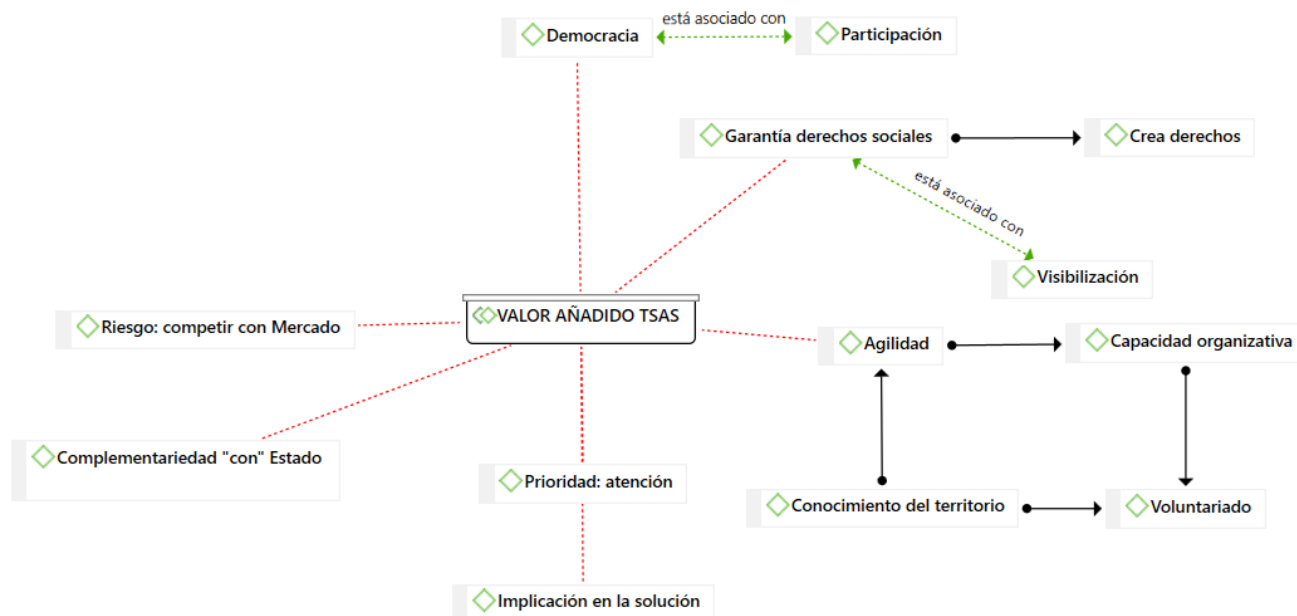 está asociado con
Democracia
Participación
Garantía derechos sociales
Crea derechos
está asociado con
Visibilización
VALOR AÑADIDO TSAS
Riesgo: competir con Mercado
Agilidad
Capacidad organizativa
Complementariedad "con" Estado
Prioridad: atención
Conocimiento del territorio
Voluntariado
Implicación en la solución